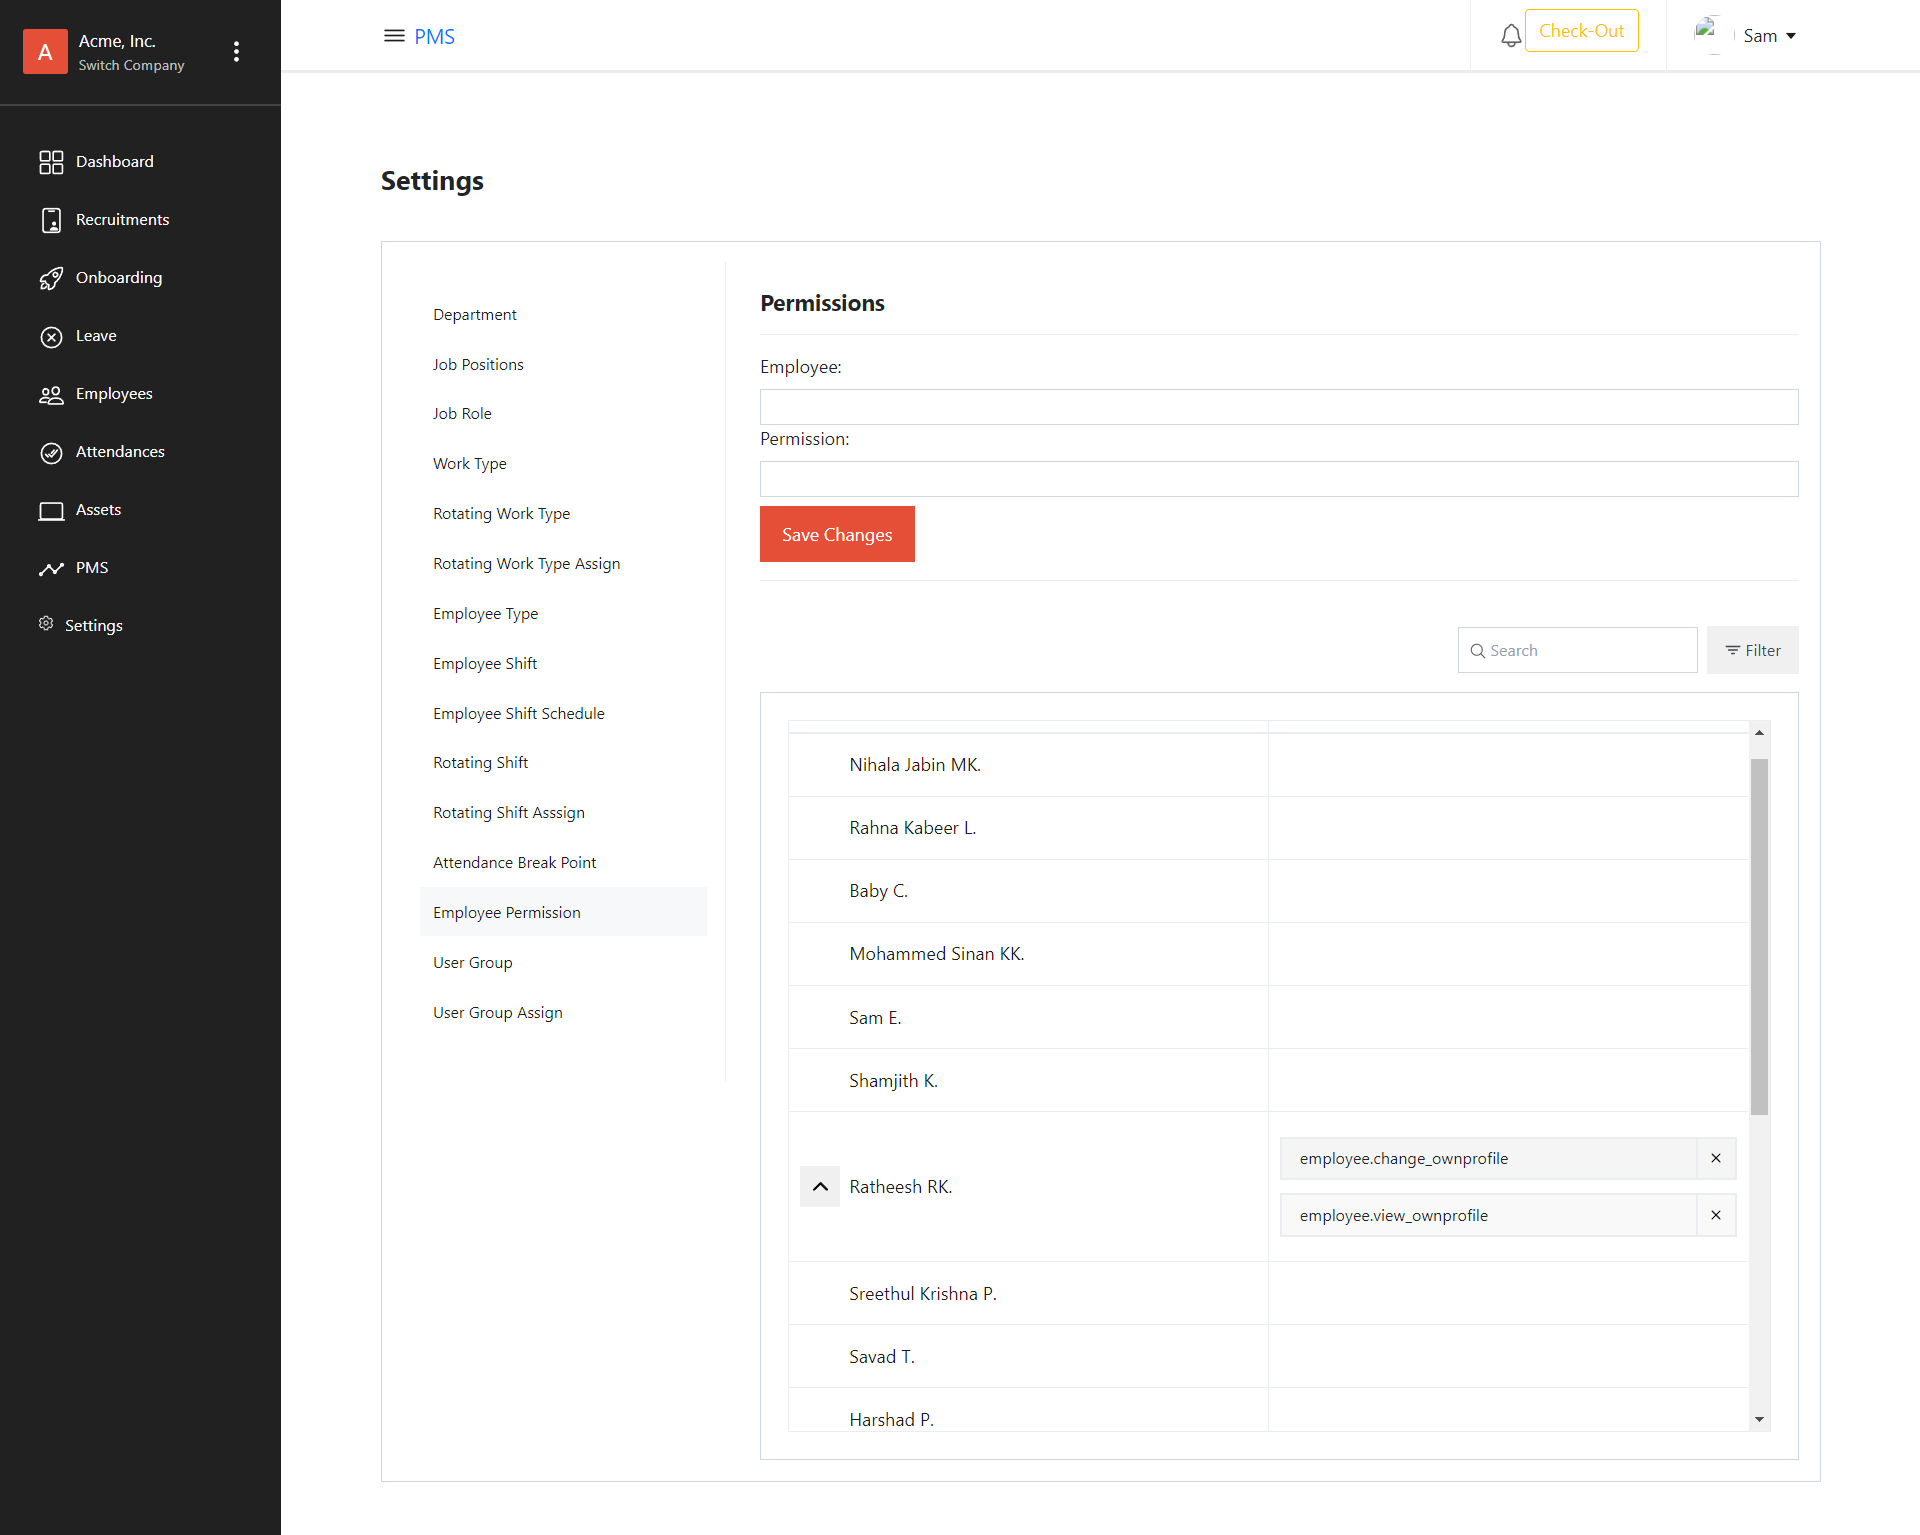 A
Acme, Inc.
Switch Company
PMS
Check-Out
Sam
Dashboard
Recruitments
Onboarding
Leave
Employees
Attendances
Assets
PMS
Settings
Settings
Department
Job Positions
Job Role
Work Type
Rotating Work Type
Rotating Work Type Assign
Employee Type
Employee Shift
Employee Shift Schedule
Rotating Shift
Rotating Shift Asssign
Attendance Break Point
Employee Permission
User Group
User Group Assign
Permissions
Employee:
Permission:
Save Changes
Search
Filter
Nihala Jabin MK.
Rahna Kabeer L.
Baby C.
Mohammed Sinan KK.
Sam E.
Shamjith K.
Ratheesh RK.
employee.change_ownprofile
employee.view_ownprofile
Sreethul Krishna P.
Savad T.
Harshad P.